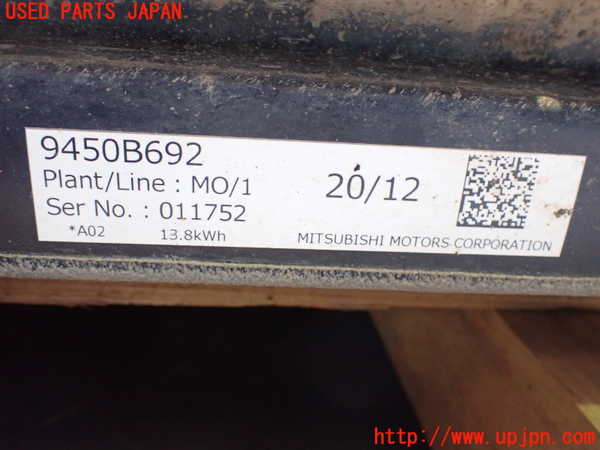 USED PARTS JAPAN
9450B692
Plant/Line : MO/1
20/12
Ser No. : 011752
*A02 13.8kWh MITSUBISHI MOTORS CORPORATION
http://www.upjpn.com/